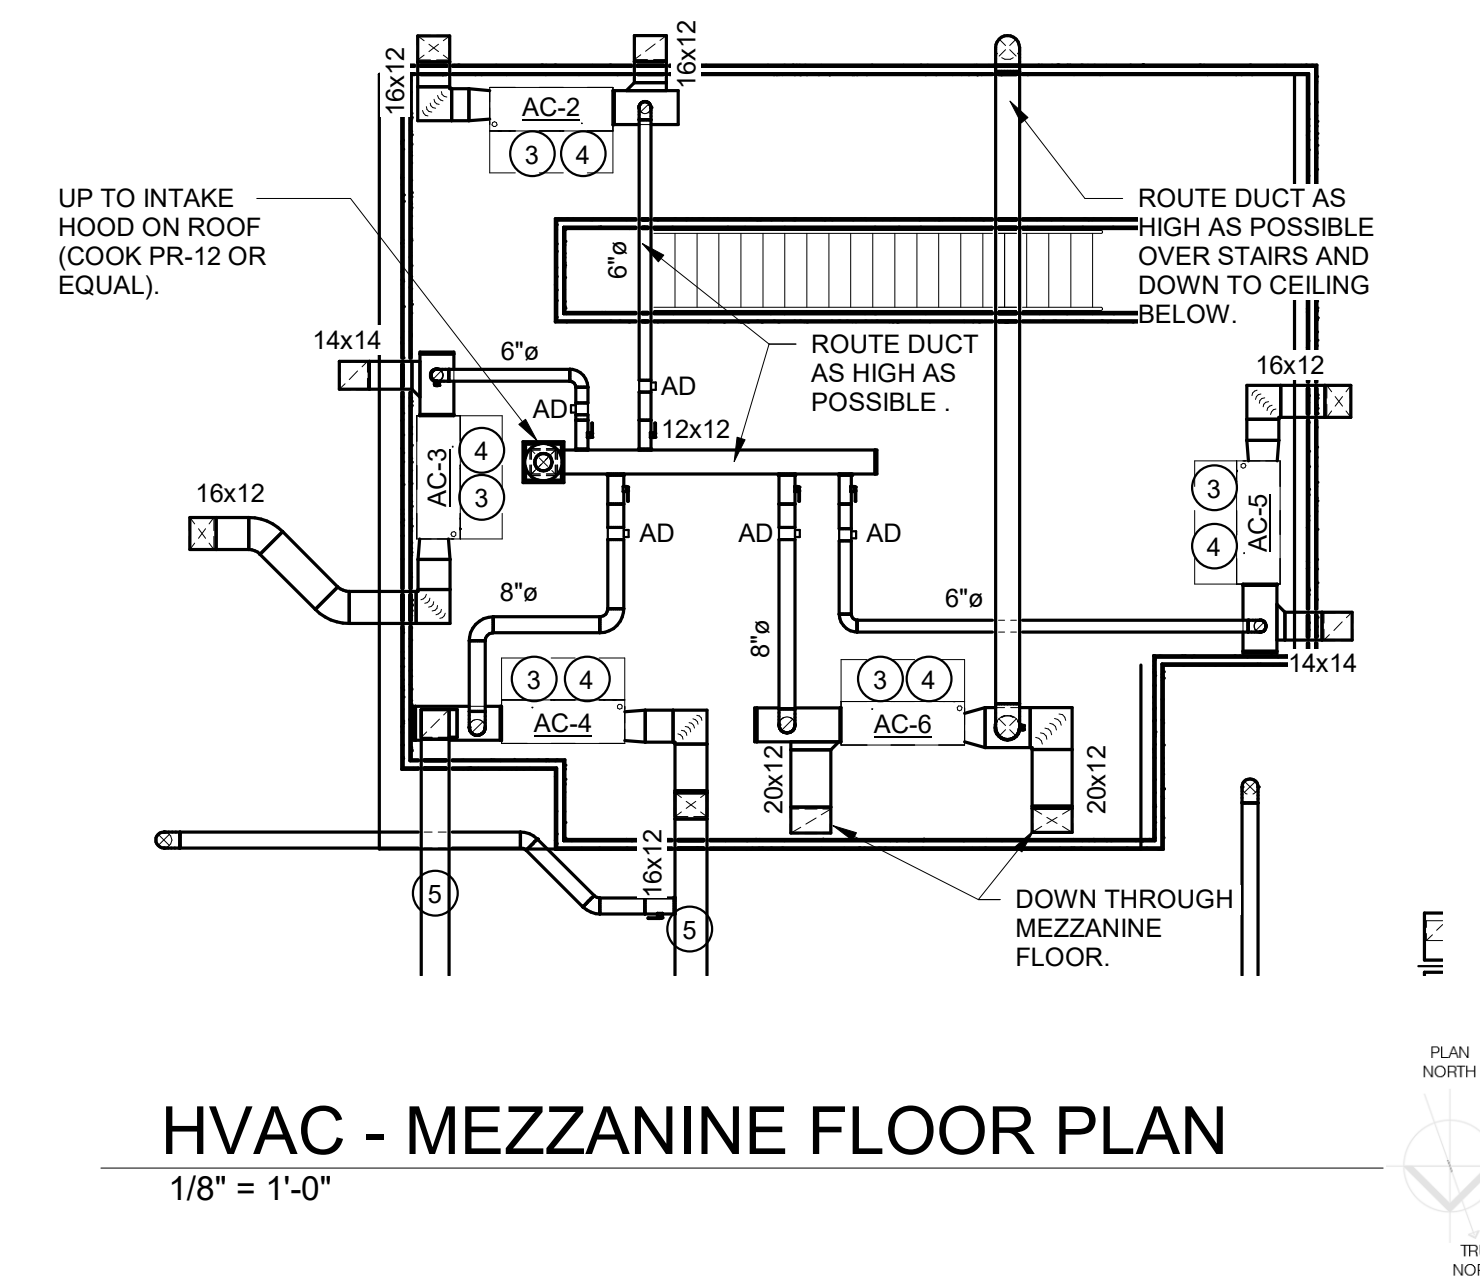 16x12
16x12
AC-2
3 4
UP TO INTAKE
HOOD ON ROOF
(COOK PR-12 OR
EQUAL).
ROUTE DUCT AS
HIGH AS POSSIBLE
OVER STAIRS AND
DOWN TO CEILING
BELOW.
6"ø
14x14
6"ø
ROUTE DUCT
AS HIGH AS
POSSIBLE .
16x12
AD
AD
12x12
4
3
AC-3
16x12
3
4
AC-5
AD
AD
AD
8"ø
6"ø
8"ø
14x14
3 4
AC-4
3 4
AC-6
20x12
20x12
16x12
5
5
DOWN THROUGH
MEZZANINE
FLOOR.
HVAC - MEZZANINE FLOOR PLAN
1/8" = 1'-0"
PLAN
NORTH